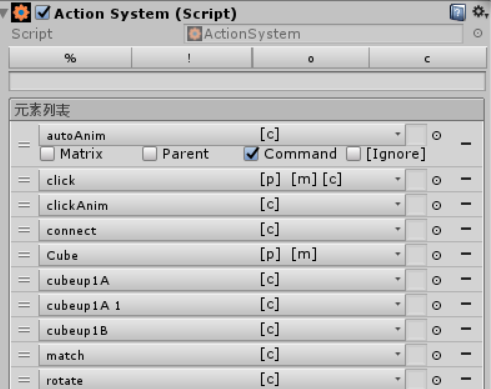 Action System (Script)
Script ActionSystem
% ! o c
元素列表
autoAnim [c]
Matrix Parent Command [Ignore]
click [p] [m] [c]
clickAnim [c]
connect [c]
Cube [p] [m]
cubeup1A [c]
cubeup1A 1 [c]
cubeup1B [c]
match [c]
rotate [c]